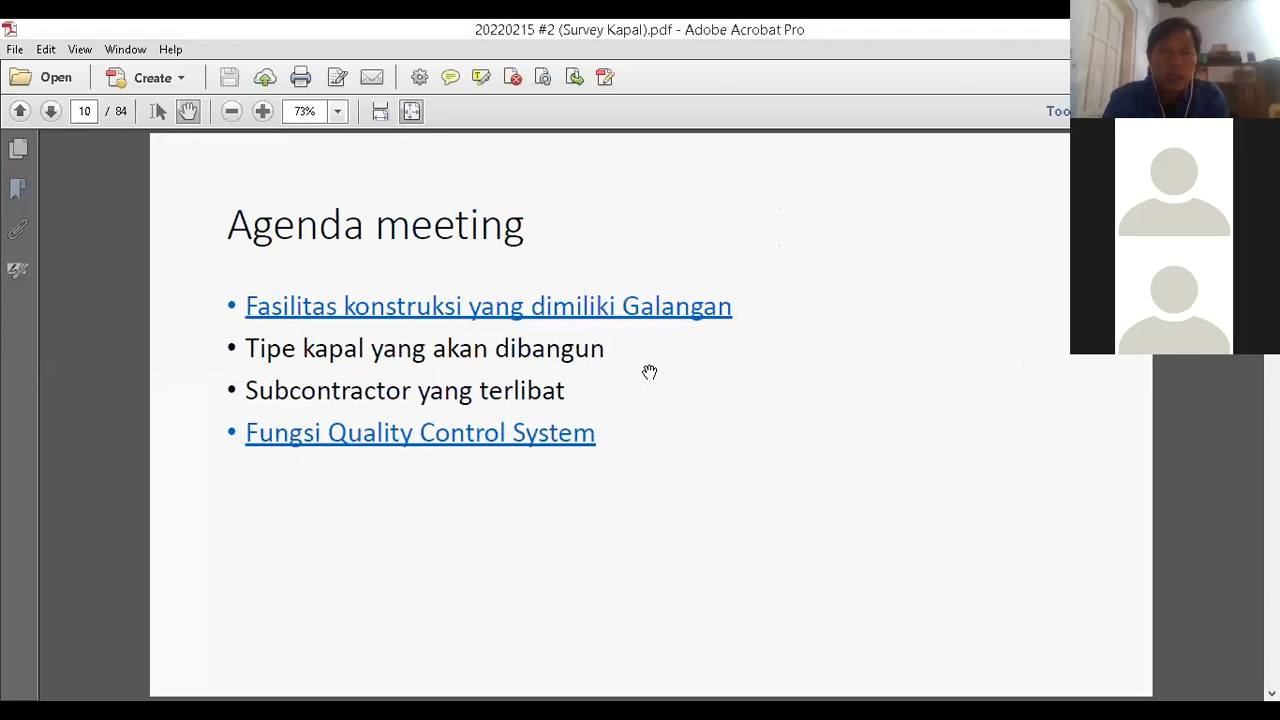 20220215 #2 (Survey Kapal).pdf - Adobe Acrobat Pro
File Edit View Window Help
Open Create
10 / 84 73% Too
Agenda meeting
• Fasilitas konstruksi yang dimiliki Galangan
• Tipe kapal yang akan dibangun
• Subcontractor yang terlibat
• Fungsi Quality Control System